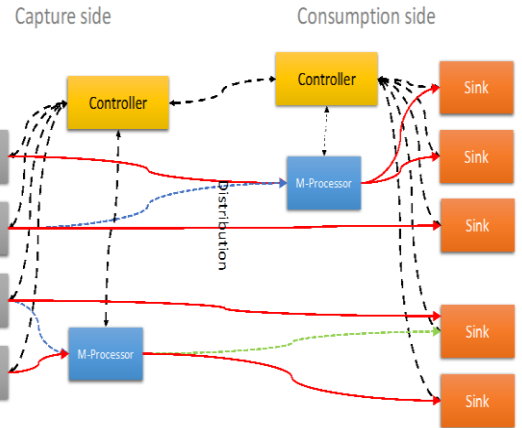 Capture side
Consumption side
Controller
Controller
Sink
Sink
M-Processor
Distribution
Sink
Sink
M-Processor
Sink